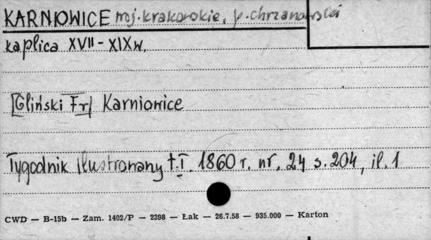 KARNIOWICE woj. krakowskie, p. chrzanowski
kaplica XVII - XIX w.
[Gliński Fr] Karniowice
Tygodnik ilustrowany t. I. 1860 r. nr. 24 s. 204, il. 1
CWD — B-15b — Zam. 1402/P — 2398 — Łak — 26.7.58 — 935.000 — Karton